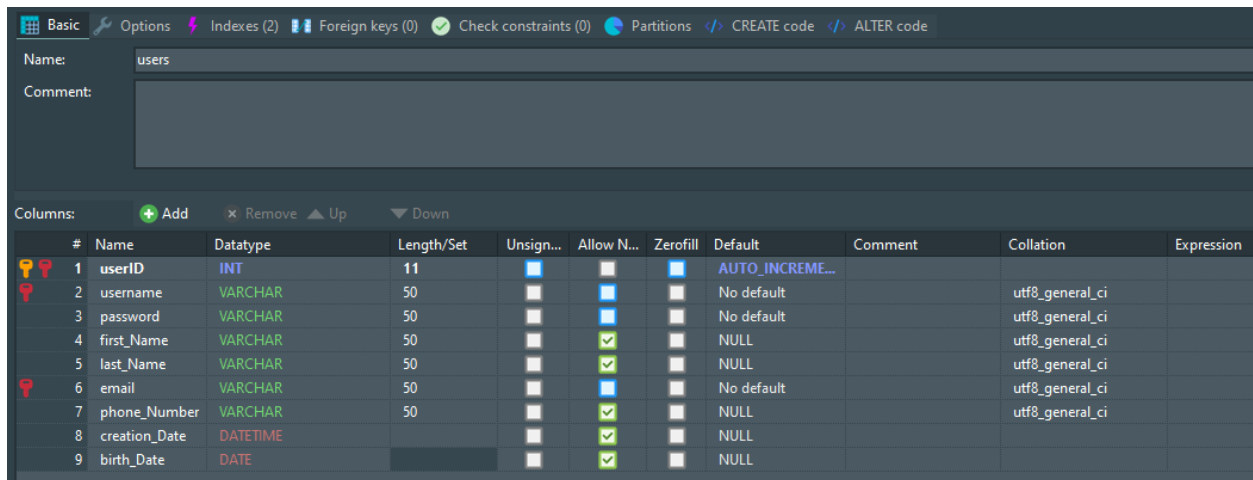 Basic Options Indexes (2) Foreign keys (0) Check constraints (0) Partitions CREATE code ALTER code
Name: users
Comment:
Columns: Add Remove Up Down
# Name Datatype Length/Set Unsign... Allow N... Zerofill Default Comment Collation Expression
1 userID INT 11 AUTO_INCREME...
2 username VARCHAR 50 No default utf8_general_ci
3 password VARCHAR 50 No default utf8_general_ci
4 first_Name VARCHAR 50 NULL utf8_general_ci
5 last_Name VARCHAR 50 NULL utf8_general_ci
6 email VARCHAR 50 No default utf8_general_ci
7 phone_Number VARCHAR 50 NULL utf8_general_ci
8 creation_Date DATETIME NULL
9 birth_Date DATE NULL